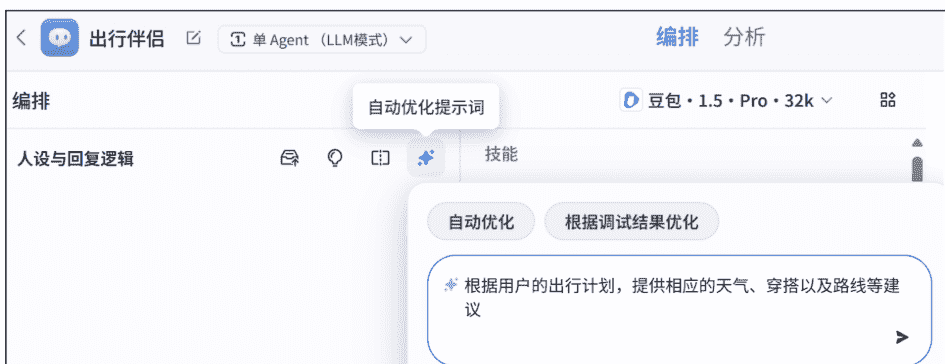 出行伴侣
单 Agent （LLM模式）
编排 分析
编排
自动优化提示词
豆包·1.5·Pro·32k
人设与回复逻辑
技能
自动优化
根据调试结果优化
根据用户的出行计划，提供相应的天气、穿搭以及路线等建
议